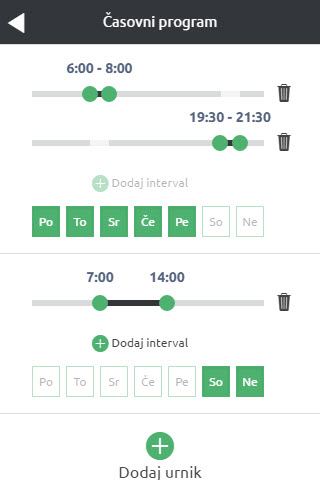 Časovni program
6:00 - 8:00
19:30 - 21:30
Dodaj interval
Po To Sr Če Pe So Ne
7:00 14:00
Dodaj interval
Po To Sr Če Pe So Ne
Dodaj urnik